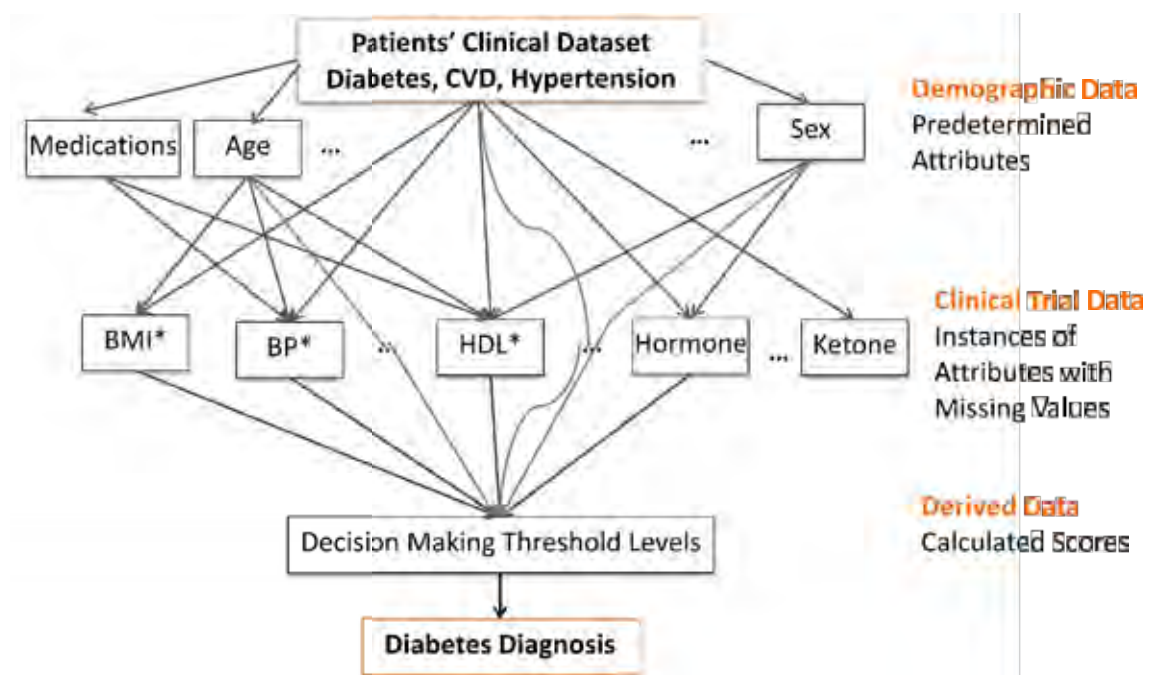 Patients' Clinical Dataset
Diabetes, CVD, Hypertension
Demographic Data
Predetermined
Attributes
Medications
Age
...
...
Sex
Clinical Trial Data
Instances of
Attributes with
Missing Values
BMI*
BP*
...
HDL*
...
Hormone
...
Ketone
Derived Data
Calculated Scores
Decision Making Threshold Levels
Diabetes Diagnosis